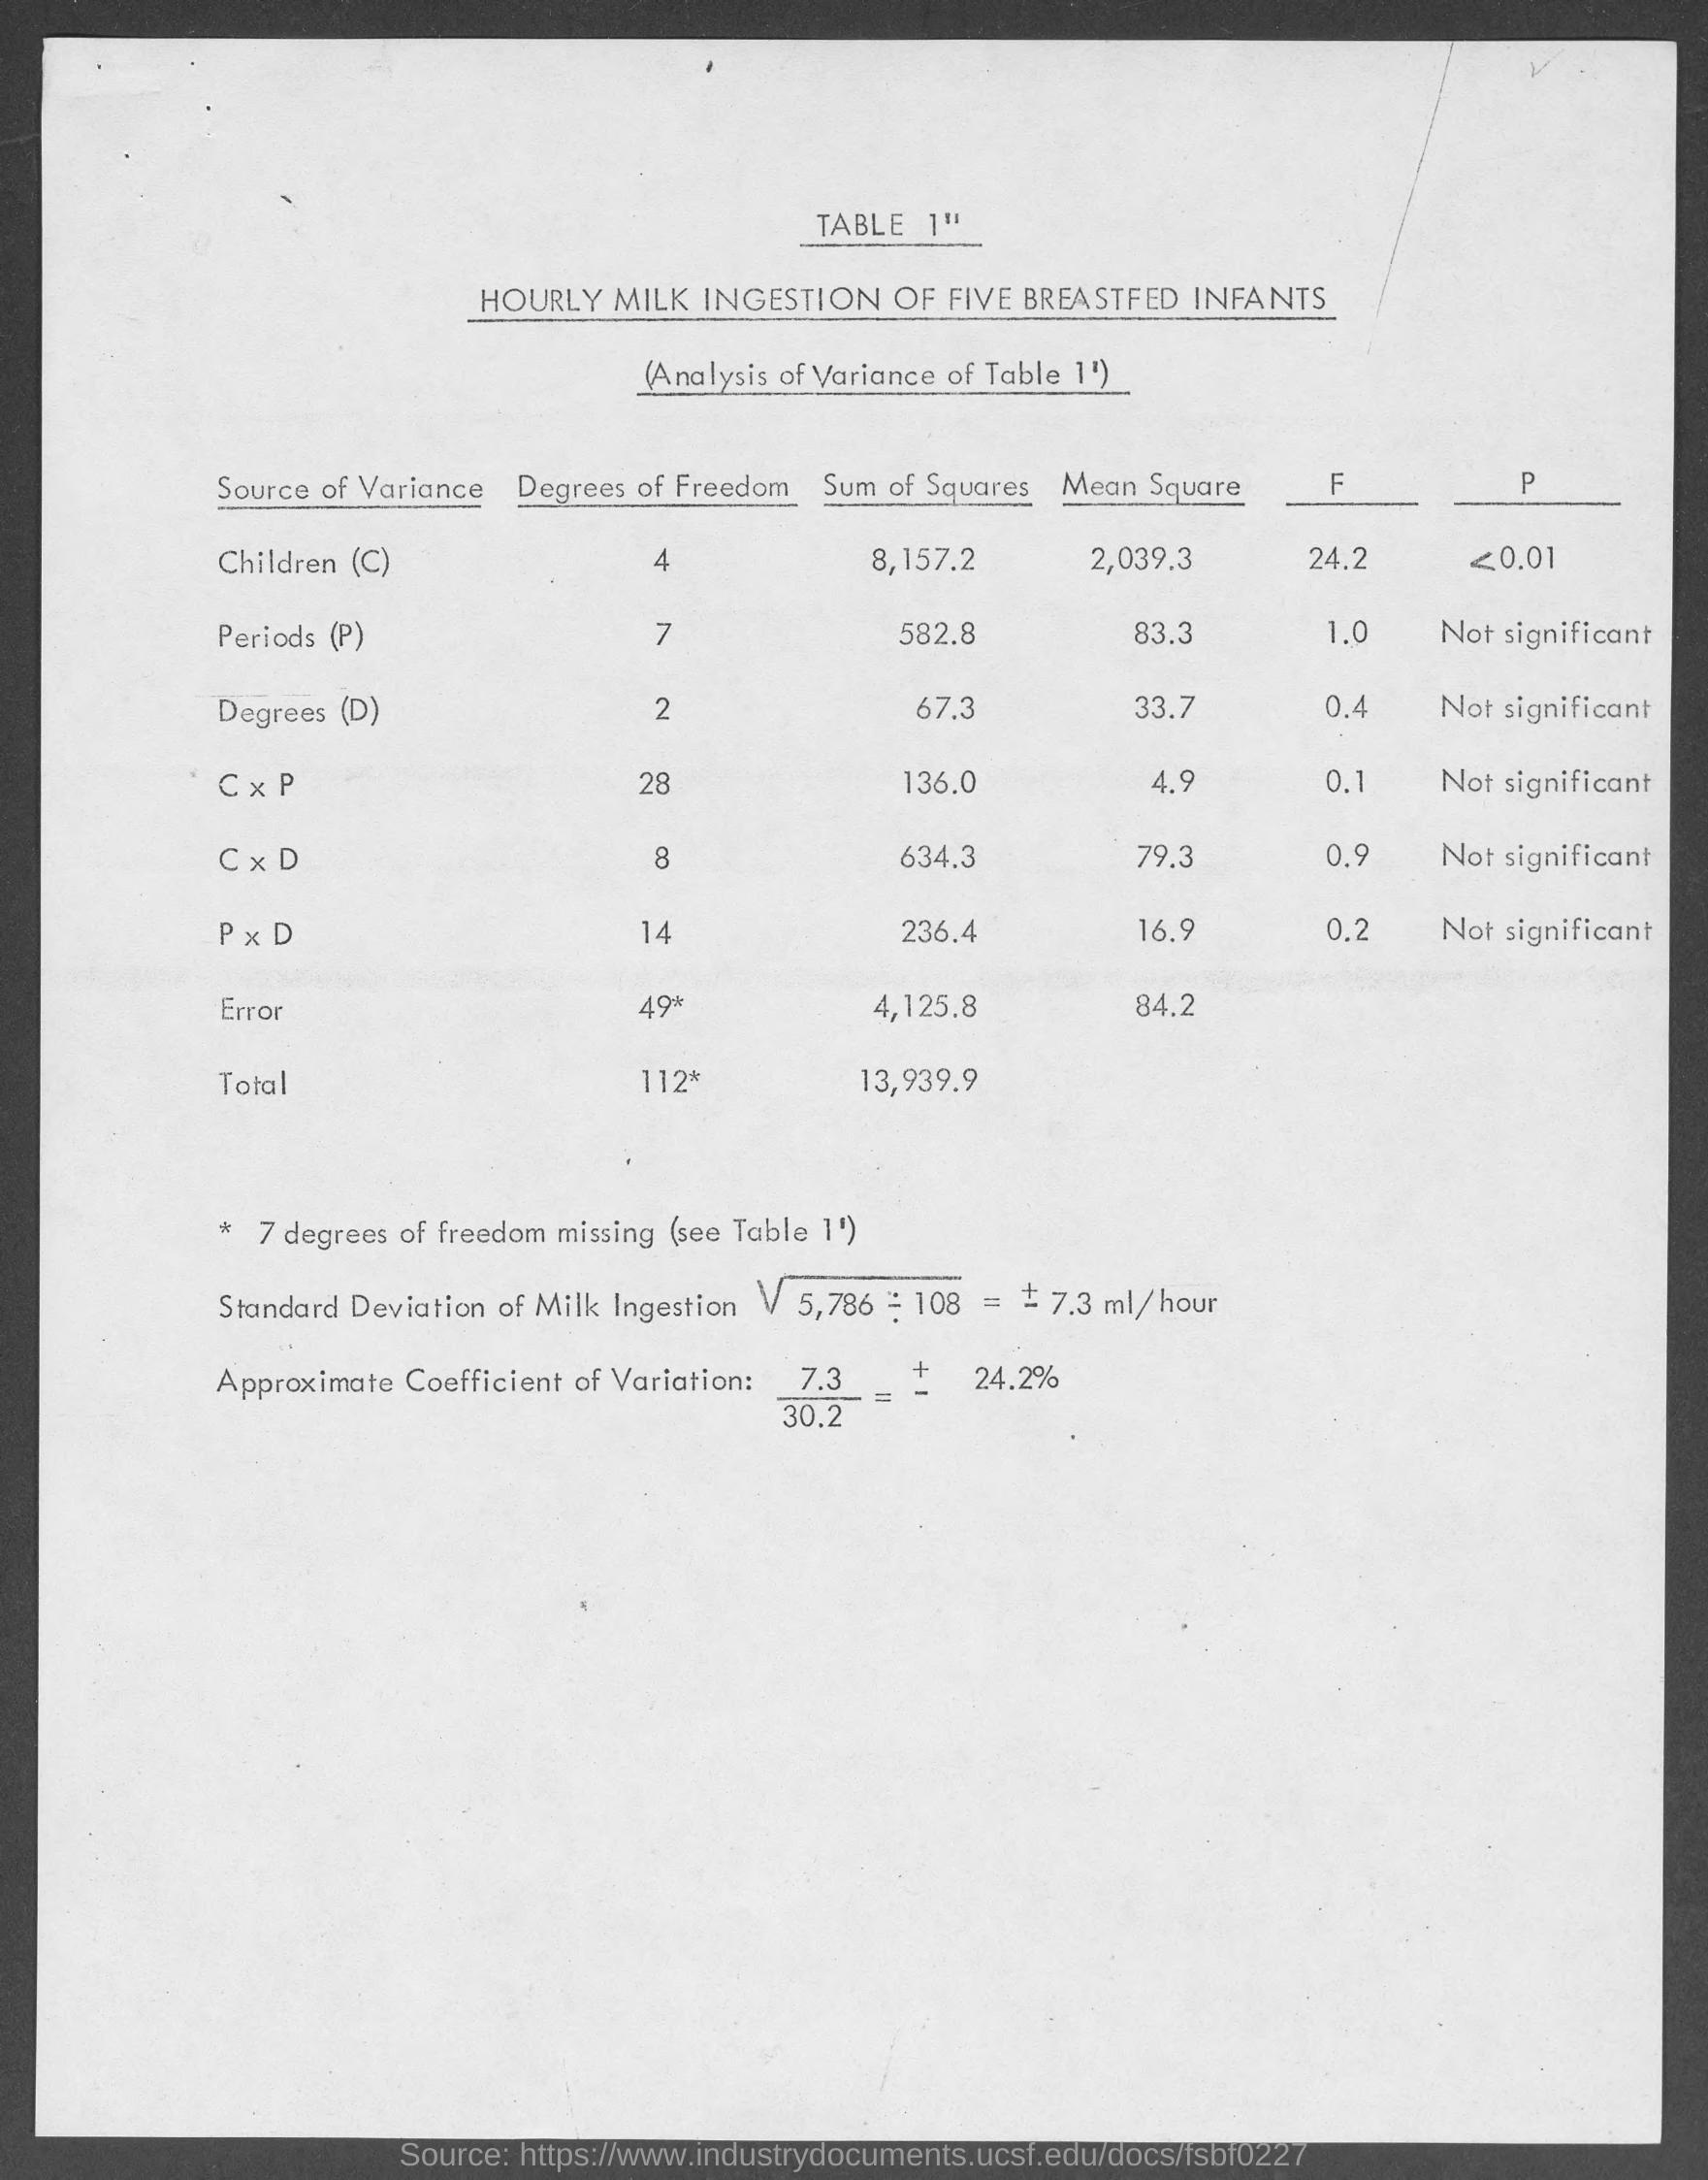 TABLE 1"
HOURLY MILK INGESTION OF FIVE BREASTFED INFANTS
(Analysis of Variance of Table 1')
Source of Variance Degrees of Freedom Sum of Squares Mean Square F P
Children (C) 4 8,157.2 2,039.3 24.2 <0.01
Periods (P) 7 582.8 83.3 1.0 Not significant
Degrees (D) 2 67.3 33.7 0.4 Not significant
C x P 28 136.0 4.9 0.1 Not significant
C x D 8 634.3 79.3 0.9 Not significant
P x D 14 236.4 16.9 0.2 Not significant
Error 49* 4,125.8 84.2
Total 112* 13,939.9
* 7 degrees of freedom missing (see Table 1')
Standard Deviation of Milk Ingestion √5,786 ÷ 108 = ± 7.3 ml/hour
Approximate Coefficient of Variation: 7.3 = ± 24.2%
30.2
Source: https://www.industrydocuments.ucsf.edu/docs/fsbf0227